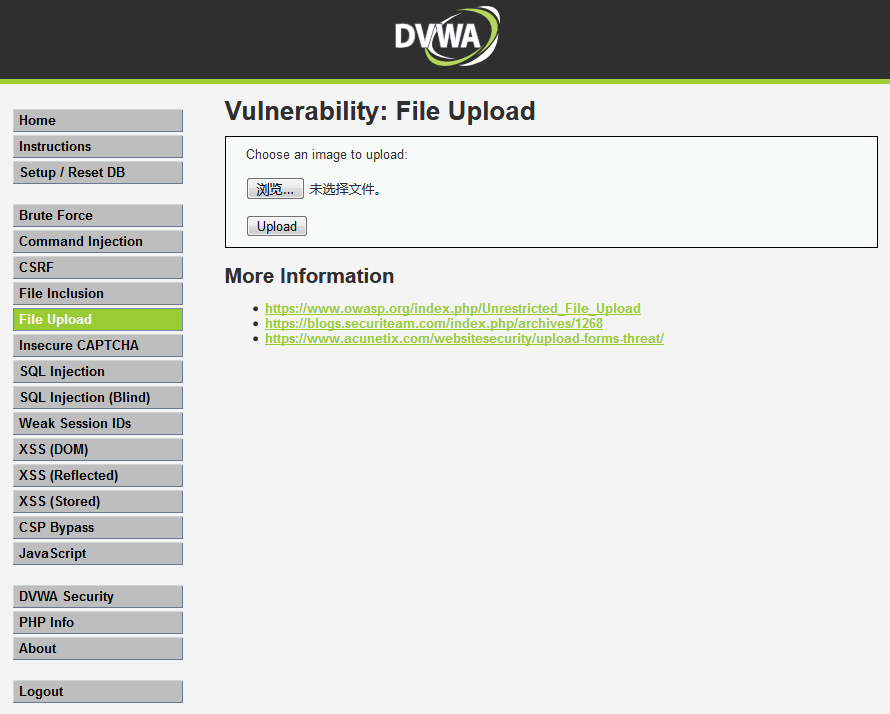 DVWA
Home
Instructions
Setup / Reset DB
Brute Force
Command Injection
CSRF
File Inclusion
File Upload
Insecure CAPTCHA
SQL Injection
SQL Injection (Blind)
Weak Session IDs
XSS (DOM)
XSS (Reflected)
XSS (Stored)
CSP Bypass
JavaScript
DVWA Security
PHP Info
About
Logout
Vulnerability: File Upload
Choose an image to upload:
浏览... 未选择文件。
Upload
More Information
https://www.owasp.org/index.php/Unrestricted_File_Upload
https://blogs.securiteam.com/index.php/archives/1268
https://www.acunetix.com/websitesecurity/upload-forms-threat/